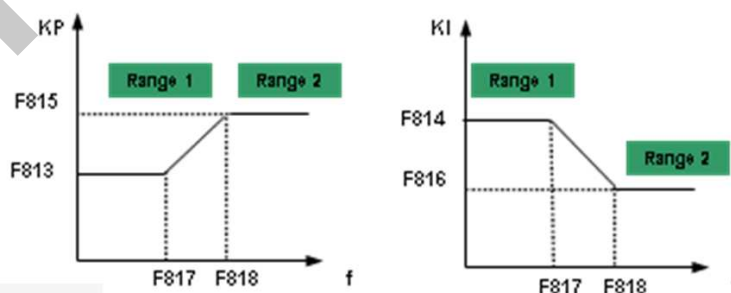 KP
Range 1
Range 2
F815
F813
F817
F818
f
KI
Range 1
F814
Range 2
F816
F817
F818